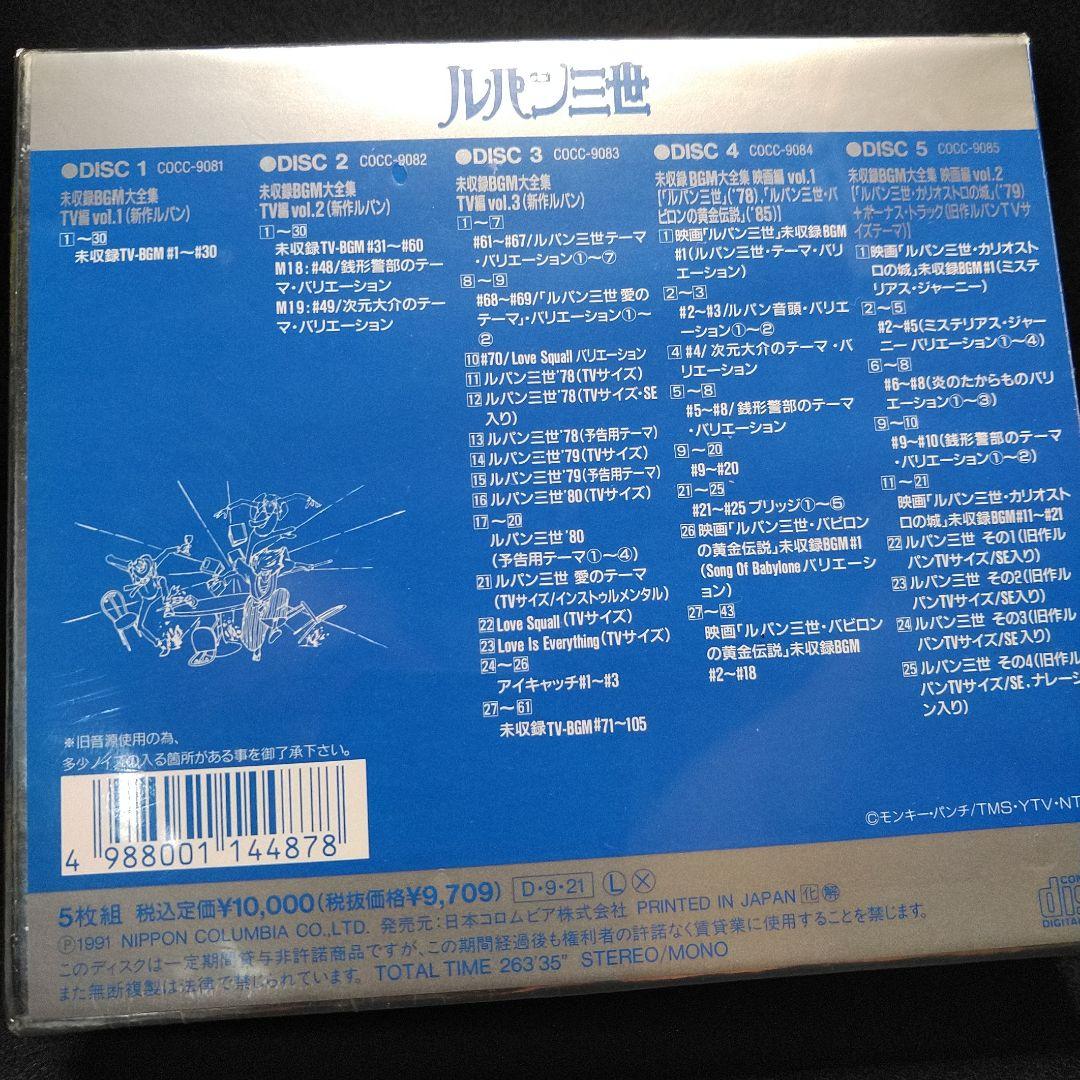 ルパン三世
●DISC 1 COCC-9081
未収録BGM大全集
TV編 vol.1(新作ルパン)
1～30
未収録TV-BGM #1～#30
●DISC 2 COCC-9082
未収録BGM大全集
TV編 vol.2(新作ルパン)
1～30
未収録TV-BGM #31～#60
M18:#48/銭形警部のテー
マ・バリエーション
M19:#49/次元大介のテー
マ・バリエーション
●DISC 3 COCC-9083
未収録BGM大全集
TV編 vol.3(新作ルパン)
1～7
#61～#67/ルパン三世テーマ
・バリエーション①～⑦
8～9
#68～#69/「ルパン三世 愛の
テーマ」・バリエーション①～
②
10 #70/Love Squall バリエーション
11 ルパン三世'78(TVサイズ)
12 ルパン三世'78(TVサイズ・SE
入り)
13 ルパン三世'78(予告用テーマ)
14 ルパン三世'79(TVサイズ)
15 ルパン三世'79(予告用テーマ)
16 ルパン三世'80(TVサイズ)
17～20
ルパン三世'80
(予告用テーマ①～④)
21 ルパン三世 愛のテーマ
(TVサイズ/インストゥルメンタル)
22 Love Squall(TVサイズ)
23 Love Is Everything(TVサイズ)
24～26
アイキャッチ#1～#3
27～61
未収録TV-BGM #71～105
●DISC 4 COCC-9084
未収録BGM大全集 映画編 vol.1
[「ルパン三世」('78),「ルパン三世・バ
ビロンの黄金伝説」('85)]
1 映画「ルパン三世」未収録BGM
#1(ルパン三世・テーマ・バリ
エーション)
2～3
#2～#3/ルパン音頭・バリエ
ーション①～②
4 #4/次元大介のテーマ・バ
リエーション
5～8
#5～#8/銭形警部のテーマ
・バリエーション
9～20
#9～#20
21～25
#21～#25 ブリッジ①～⑤
26 映画「ルパン三世・バビロン
の黄金伝説」未収録BGM#1
(Song Of Babyloneバリエーシ
ョン)
27～43
映画「ルパン三世・バビロン
の黄金伝説」未収録BGM
#2～#18
●DISC 5 COCC-9085
未収録BGM大全集 映画編 vol.2
[「ルパン三世・カリオストロの城」('79)
+ボーナス・トラック(旧作ルパンTVサ
イズテーマ)]
1 映画「ルパン三世・カリオスト
ロの城」未収録BGM#1(ミステ
リアス・ジャーニー)
2～5
#2～#5(ミステリアス・ジャー
ニー バリエーション①～④)
6～8
#6～#8(炎のたからものバリ
エーション①～③)
9～10
#9～#10(銭形警部のテーマ
・バリエーション①～②)
11～21
映画「ルパン三世・カリオスト
ロの城」未収録BGM#11～#21
22 ルパン三世 その1(旧作ル
パンTVサイズ/SE入り)
23 ルパン三世 その2(旧作ル
パンTVサイズ/SE入り)
24 ルパン三世 その3(旧作ル
パンTVサイズ/SE入り)
25 ルパン三世 その4(旧作ル
パンTVサイズ/SE,ナレーシ
ョン入り)
※旧音源使用の為、
多少ノイズの入る箇所がある事を御了承下さい。
4 988001 144878
©モンキー・パンチ/TMS・YTV・NT
5枚組 税込定価¥10,000(税抜価格¥9,709) D・9・21 Ⓛ Ⓧ
Ⓟ1991 NIPPON COLUMBIA CO.,LTD. 発売元:日本コロムビア株式会社 PRINTED IN JAPAN 化 解
このディスクは一定期間貸与非許諾商品ですが、この期間経過後も権利者の許諾なく賃貸業に使用することを禁じます。
また無断複製は法律で禁じられています。 TOTAL TIME 263'35" STEREO/MONO
DIGITAL